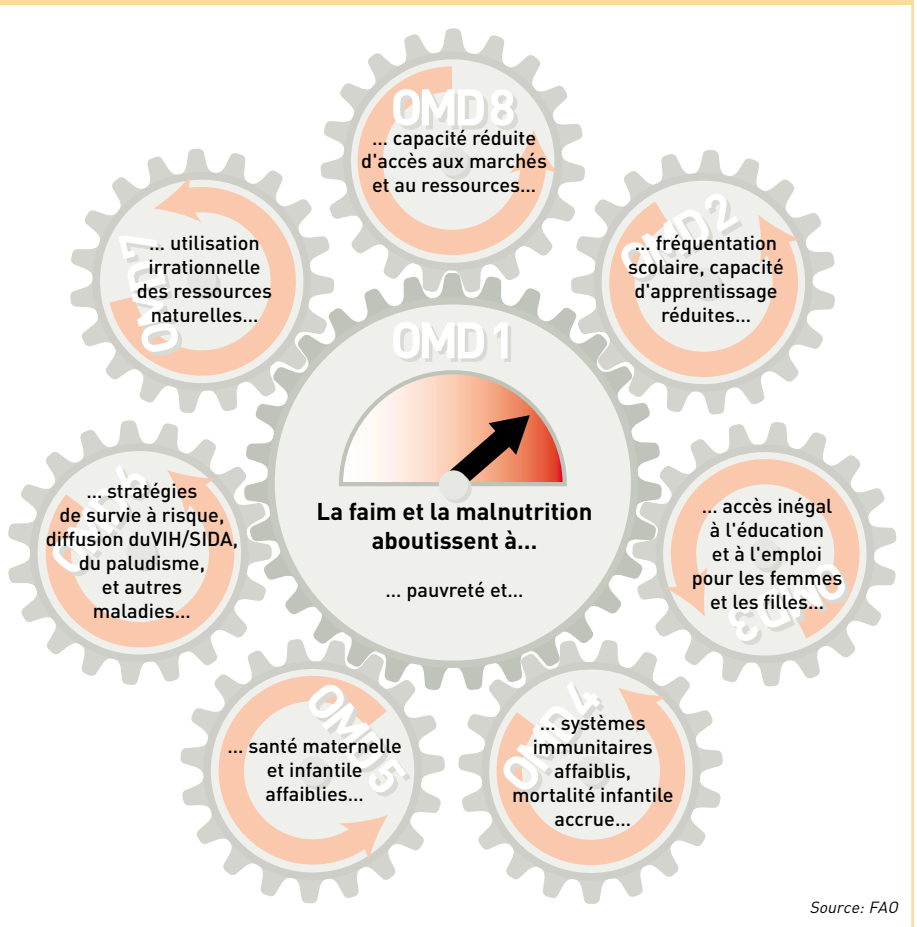 OMD 8
... capacité réduite
d'accès aux marchés
et au ressources...
OMD 7
... utilisation
irrationnelle
des ressources
naturelles...
OMD 2
... fréquentation
scolaire, capacité
d'apprentissage
réduites...
OMD 1
La faim et la malnutrition
aboutissent à...
... pauvreté et...
... stratégies
de survie à risque,
diffusion duVIH/SIDA,
du paludisme,
et autres
maladies...
... accès inégal
à l'éducation
et à l'emploi
pour les femmes
et les filles...
OMD 3
OMD 5
... santé maternelle
et infantile
affaiblies...
OMD 4
... systèmes
immunitaires
affaiblis,
mortalité infantile
accrue...
Source: FAO